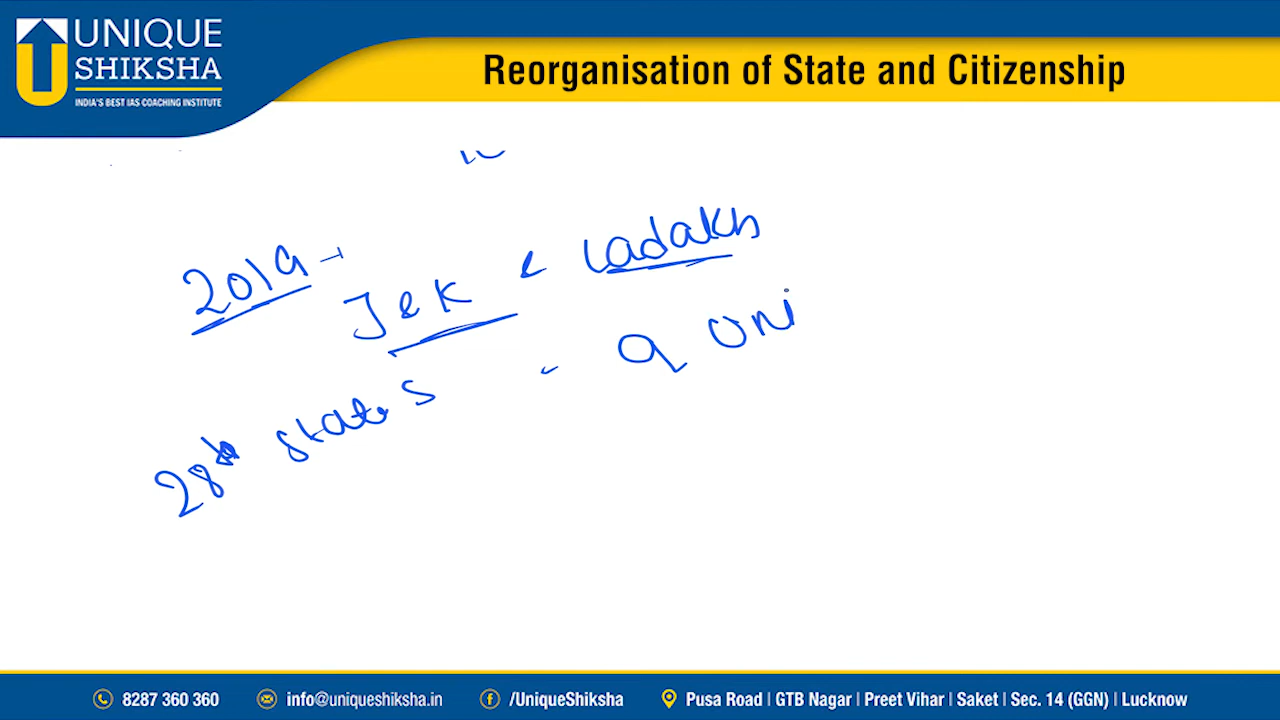 UNIQUE
SHIKSHA
INDIA'S BEST IAS COACHING INSTITUTE
Reorganisation of State and Citizenship
2019 -
J & K & Ladakh
28 states - 9 Uni
8287 360 360
info@uniqueshiksha.in
/UniqueShiksha
Pusa Road | GTB Nagar | Preet Vihar | Saket | Sec. 14 (GGN) | Lucknow